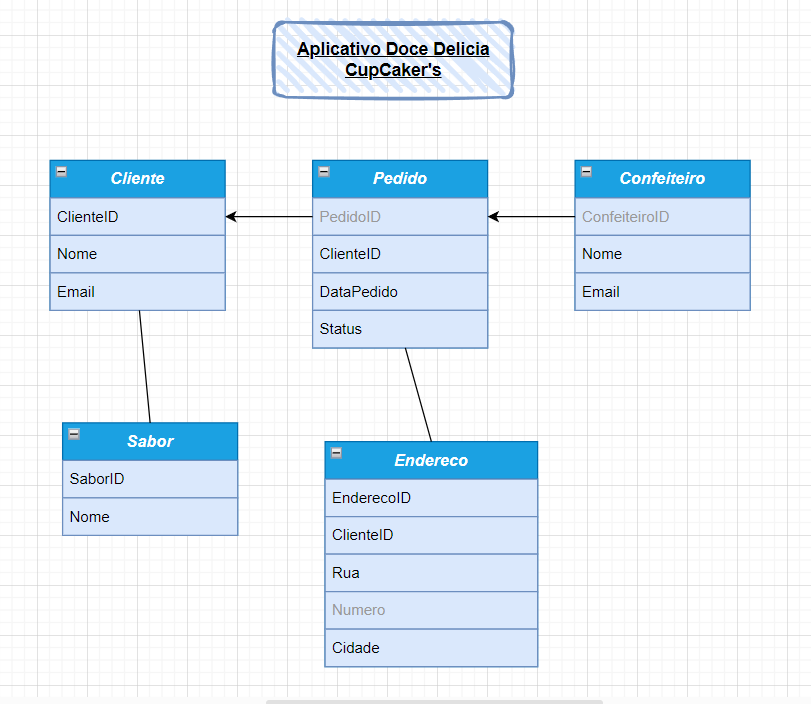 Aplicativo Doce Delicia
CupCaker's
Cliente
ClienteID
Nome
Email
Pedido
PedidoID
ClienteID
DataPedido
Status
Confeiteiro
ConfeiteiroID
Nome
Email
Sabor
SaborID
Nome
Endereco
EnderecoID
ClienteID
Rua
Numero
Cidade